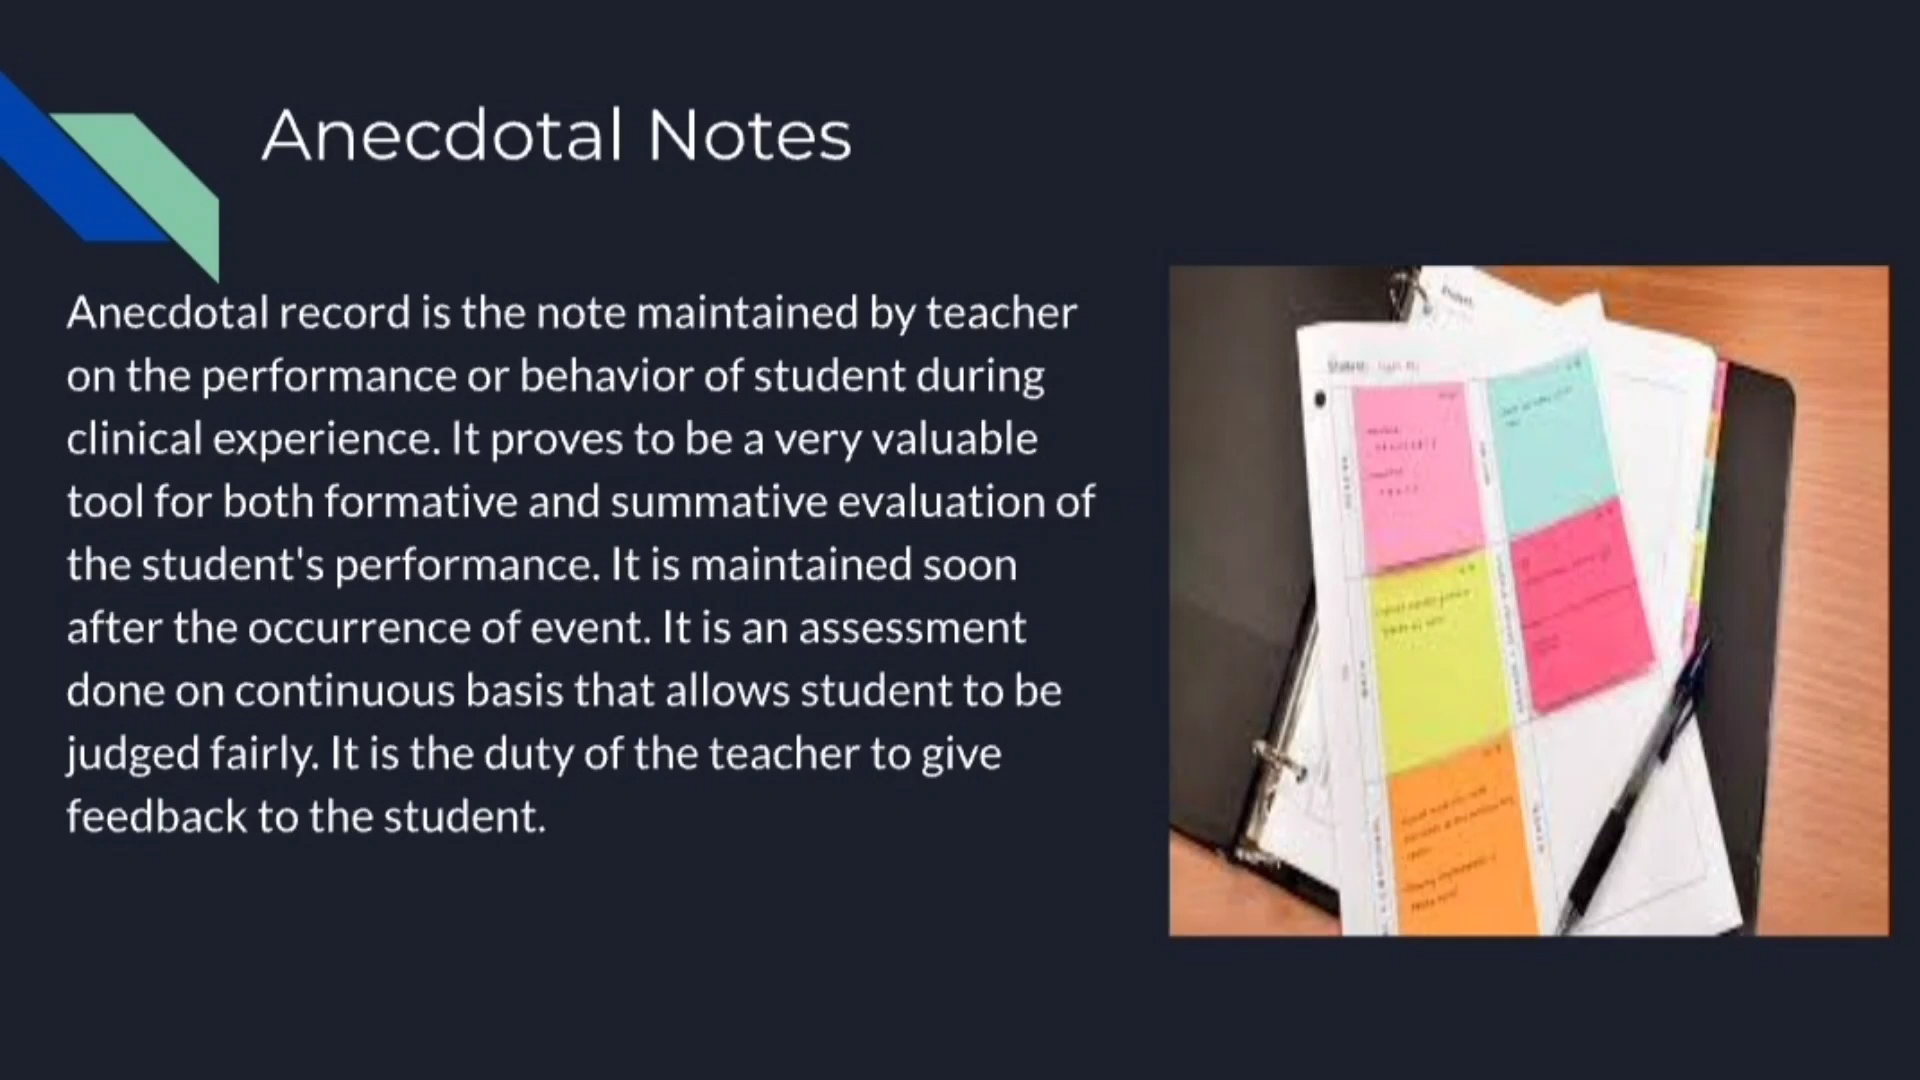 Anecdotal Notes
Anecdotal record is the note maintained by teacher
on the performance or behavior of student during
clinical experience. It proves to be a very valuable
tool for both formative and summative evaluation of
the student's performance. It is maintained soon
after the occurrence of event. It is an assessment
done on continuous basis that allows student to be
judged fairly. It is the duty of the teacher to give
feedback to the student.